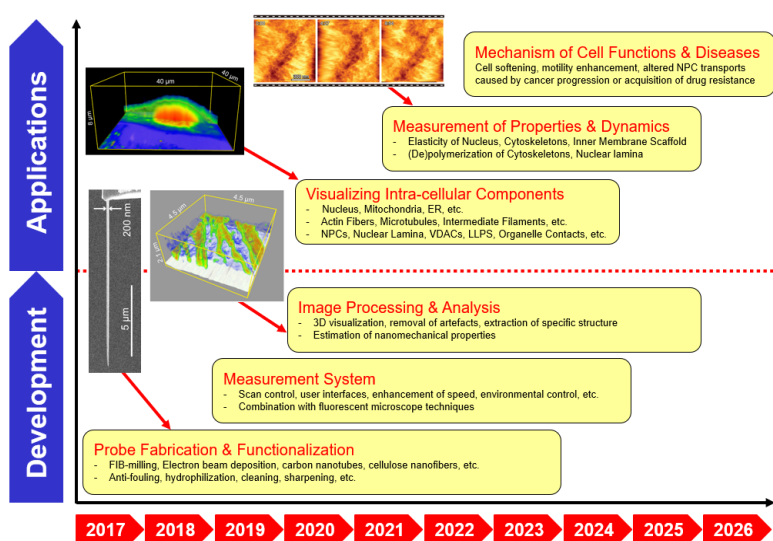 Applications
Development
40 µm
40 µm
8 µm
200 nm
5 µm
4.5 µm
4.5 µm
2.1 µm
Mechanism of Cell Functions & Diseases
Cell softening, motility enhancement, altered NPC transports
caused by cancer progression or acquisition of drug resistance
Measurement of Properties & Dynamics
- Elasticity of Nucleus, Cytoskeletons, Inner Membrane Scaffold
- (De)polymerization of Cytoskeletons, Nuclear lamina
Visualizing Intra-cellular Components
- Nucleus, Mitochondria, ER, etc.
- Actin Fibers, Microtubules, Intermediate Filaments, etc.
- NPCs, Nuclear Lamina, VDACs, LLPS, Organelle Contacts, etc.
Image Processing & Analysis
- 3D visualization, removal of artefacts, extraction of specific structure
- Estimation of nanomechanical properties
Measurement System
- Scan control, user interfaces, enhancement of speed, environmental control, etc.
- Combination with fluorescent microscope techniques
Probe Fabrication & Functionalization
- FIB-milling, Electron beam deposition, carbon nanotubes, cellulose nanofibers, etc.
- Anti-fouling, hydrophilization, cleaning, sharpening, etc.
2017 2018 2019 2020 2021 2022 2023 2024 2025 2026